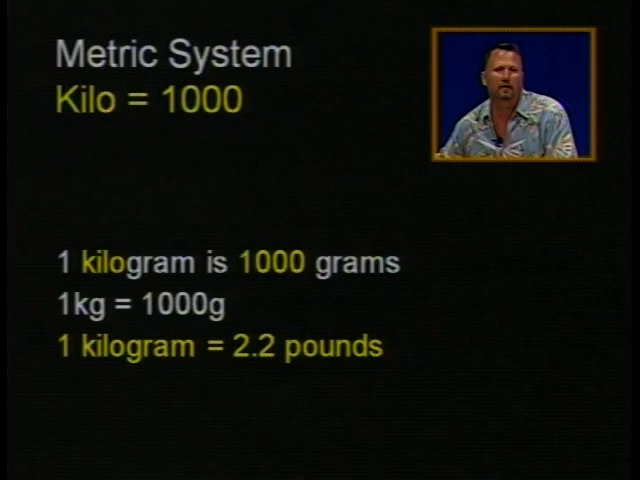 Metric System
Kilo = 1000
1 kilogram is 1000 grams
1kg = 1000g
1 kilogram = 2.2 pounds